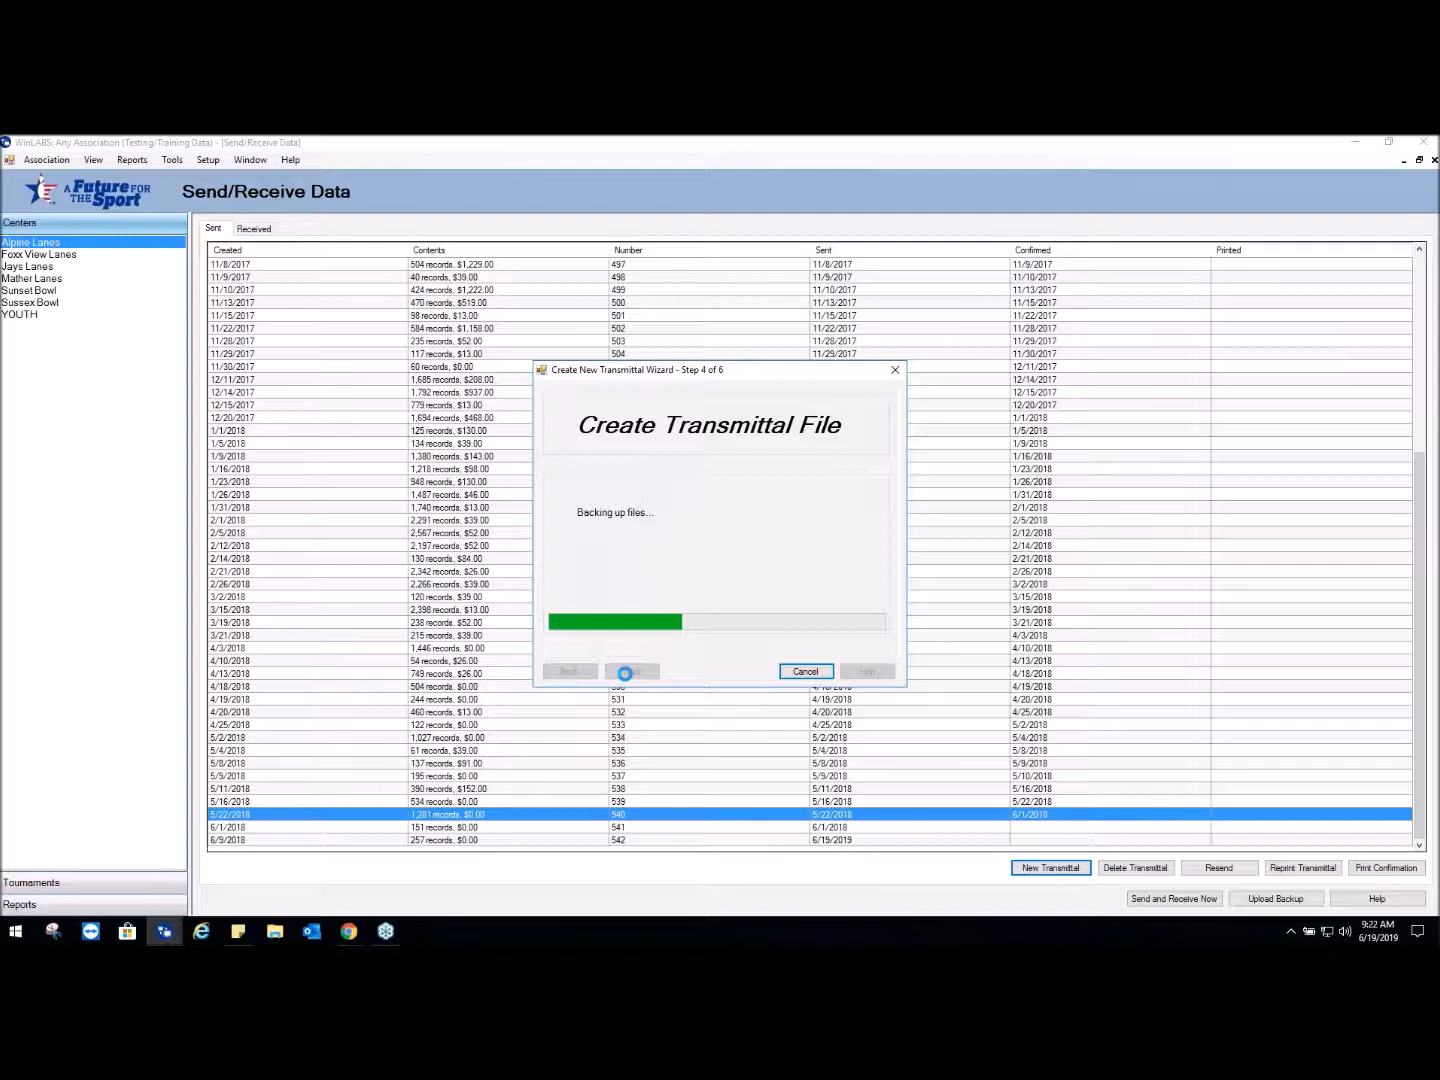 WinLABS: Any Association (Testing/Training Data) - [Send/Receive Data]
Association View Reports Tools Setup Window Help
A Future FOR THE Sport
Send/Receive Data
Centers
Alpine Lanes
Foxx View Lanes
Jays Lanes
Mather Lanes
Sunset Bowl
Sussex Bowl
YOUTH
Tournaments
Reports
Sent Received
Created Contents Number Sent Confirmed Printed
11/8/2017 504 records, $1,229.00 497 11/8/2017 11/9/2017
11/9/2017 40 records, $39.00 498 11/9/2017 11/10/2017
11/10/2017 424 records, $1,222.00 499 11/10/2017 11/13/2017
11/13/2017 470 records, $519.00 500 11/13/2017 11/15/2017
11/15/2017 98 records, $13.00 501 11/15/2017 11/22/2017
11/22/2017 584 records, $1,158.00 502 11/22/2017 11/28/2017
11/28/2017 235 records, $52.00 503 11/28/2017 11/29/2017
11/29/2017 117 records, $13.00 504 11/29/2017 11/30/2017
11/30/2017 60 records, $0.00 12/11/2017
12/11/2017 1,685 records, $208.00 12/14/2017
12/14/2017 1,792 records, $937.00 12/15/2017
12/15/2017 779 records, $13.00 12/20/2017
12/20/2017 1,694 records, $468.00 1/1/2018
1/1/2018 125 records, $130.00 1/5/2018
1/5/2018 134 records, $39.00 1/9/2018
1/9/2018 1,380 records, $143.00 1/16/2018
1/16/2018 1,218 records, $98.00 1/23/2018
1/23/2018 948 records, $130.00 1/26/2018
1/26/2018 1,487 records, $46.00 1/31/2018
1/31/2018 1,740 records, $13.00 2/1/2018
2/1/2018 2,291 records, $39.00 2/5/2018
2/5/2018 2,567 records, $52.00 2/12/2018
2/12/2018 2,197 records, $52.00 2/14/2018
2/14/2018 130 records, $84.00 2/21/2018
2/21/2018 2,342 records, $26.00 2/26/2018
2/26/2018 2,266 records, $39.00 3/2/2018
3/2/2018 120 records, $39.00 3/15/2018
3/15/2018 2,398 records, $13.00 3/19/2018
3/19/2018 238 records, $52.00 3/21/2018
3/21/2018 215 records, $39.00 4/3/2018
4/3/2018 1,446 records, $0.00 4/10/2018
4/10/2018 54 records, $26.00 4/13/2018
4/13/2018 749 records, $26.00 4/18/2018
4/18/2018 504 records, $0.00 4/18/2018 4/19/2018
4/19/2018 244 records, $0.00 531 4/19/2018 4/20/2018
4/20/2018 460 records, $13.00 532 4/20/2018 4/25/2018
4/25/2018 122 records, $0.00 533 4/25/2018 5/2/2018
5/2/2018 1,027 records, $0.00 534 5/2/2018 5/4/2018
5/4/2018 61 records, $39.00 535 5/4/2018 5/8/2018
5/8/2018 137 records, $91.00 536 5/8/2018 5/9/2018
5/9/2018 195 records, $0.00 537 5/9/2018 5/10/2018
5/11/2018 390 records, $152.00 538 5/11/2018 5/16/2018
5/16/2018 534 records, $0.00 539 5/16/2018 5/22/2018
5/22/2018 1,281 records, $0.00 540 5/22/2018 6/1/2018
6/1/2018 151 records, $0.00 541 6/1/2018
6/9/2018 257 records, $0.00 542 6/19/2019
Create New Transmittal Wizard - Step 4 of 6
Create Transmittal File
Backing up files...
Cancel Help
New Transmittal Delete Transmittal Resend Reprint Transmittal Print Confirmation
Send and Receive Now Upload Backup Help
9:22 AM
6/19/2019